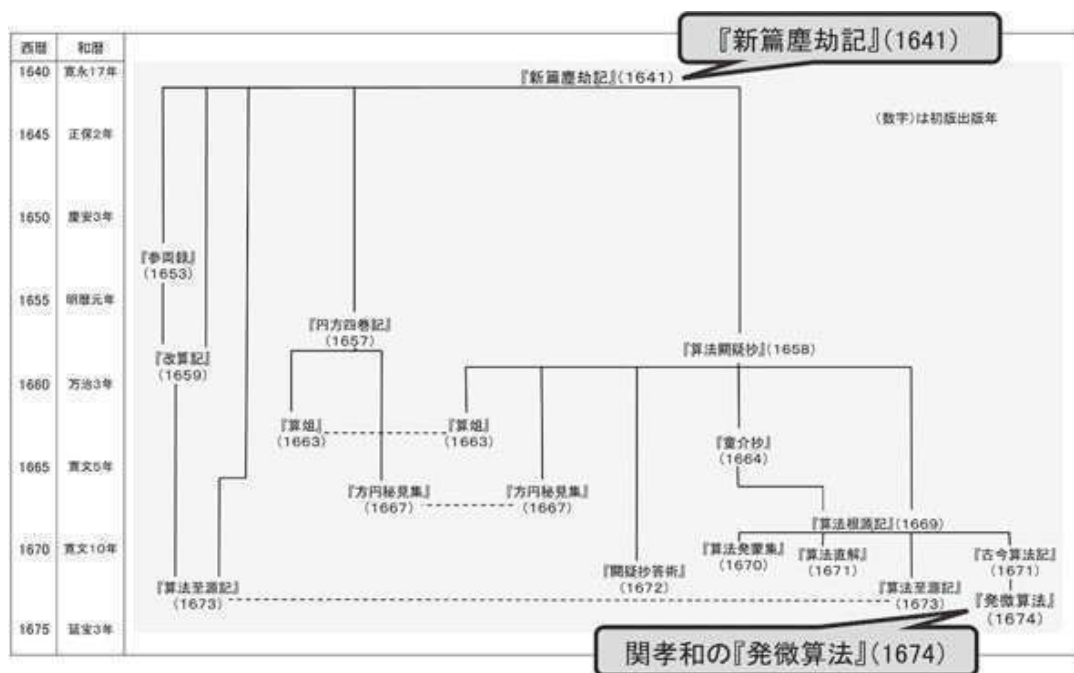 『新篇塵劫記』(1641)
西暦 和暦
1640 寛永17年
『新篇塵劫記』(1641)
(数字)は初版出版年
1645 正保2年
1650 慶安3年
『参両録』
(1653)
1655 明暦元年
『円方四巻記』
(1657)
『算法闕疑抄』(1658)
『改算記』
(1659)
1660 万治3年
『算俎』
(1663)
『算俎』
(1663)
『童介抄』
(1664)
1665 寛文5年
『方円秘見集』
(1667)
『方円秘見集』
(1667)
『算法根源記』(1669)
1670 寛文10年
『算法発蒙集』
(1670)
『算法直解』
(1671)
『古今算法記』
(1671)
『闕疑抄答術』
(1672)
『算法至源記』
(1673)
『算法至源記』
(1673)
『発微算法』
(1674)
1675 延宝3年
関孝和の『発微算法』(1674)